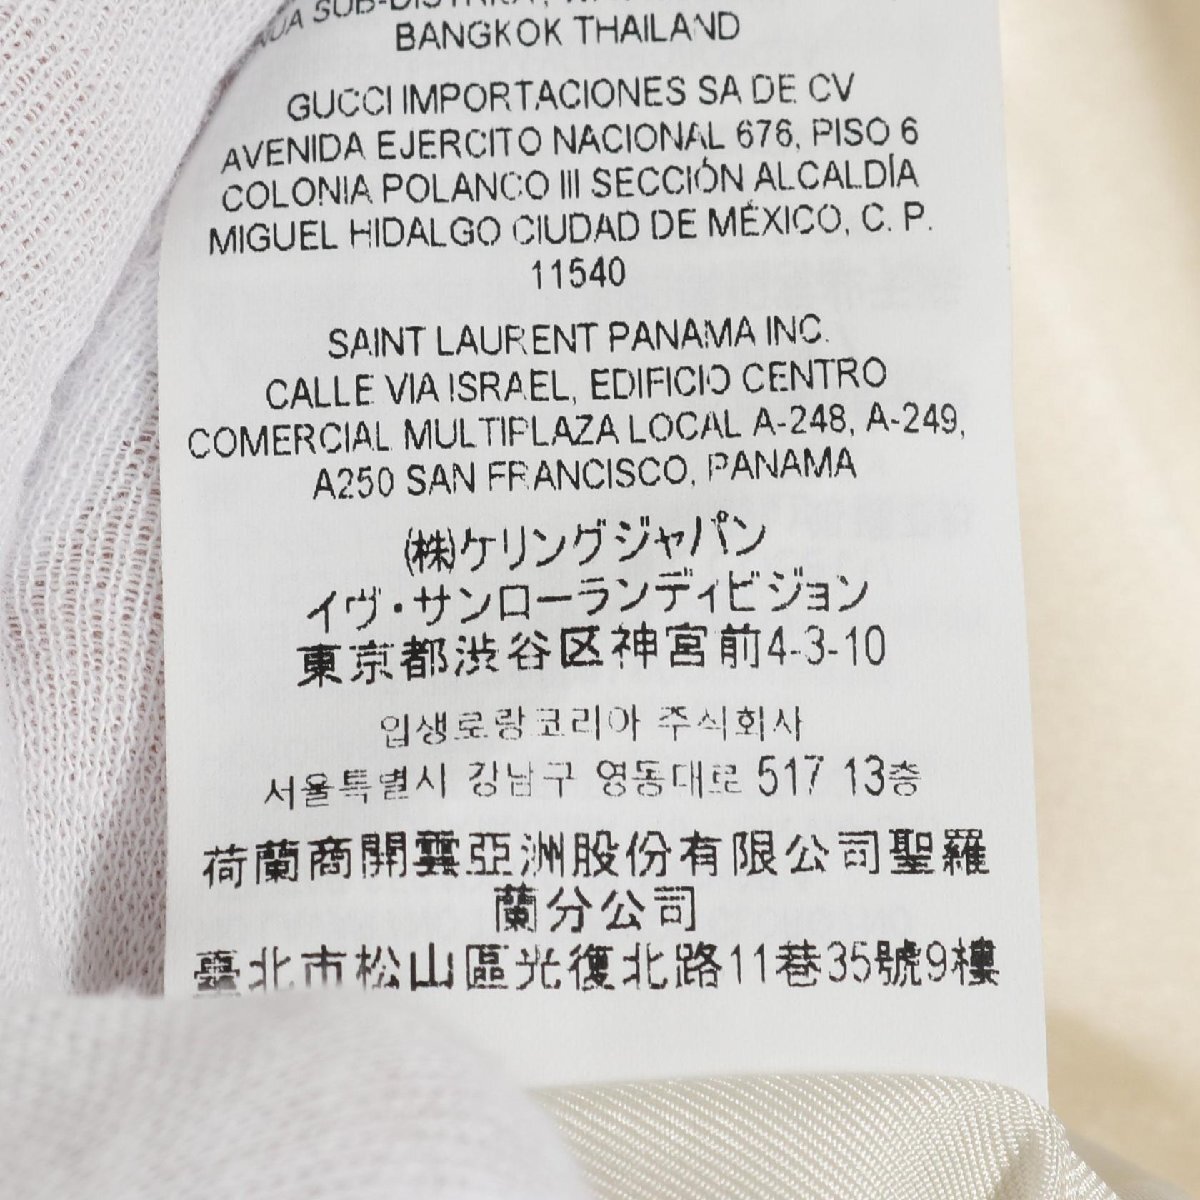 SUB-DISTRIKT,
BANGKOK THAILAND
GUCCI IMPORTACIONES SA DE CV
AVENIDA EJERCITO NACIONAL 676, PISO 6
COLONIA POLANCO III SECCIÓN ALCALDÍA
MIGUEL HIDALGO CIUDAD DE MÉXICO, C. P.
11540
SAINT LAURENT PANAMA INC.
CALLE VIA ISRAEL, EDIFICIO CENTRO
COMERCIAL MULTIPLAZA LOCAL A-248, A-249,
A250 SAN FRANCISCO, PANAMA
(株)ケリングジャパン
イヴ・サンローランディビジョン
東京都渋谷区神宮前4-3-10
입생로랑코리아 주식회사
서울특별시 강남구 영동대로 517 13층
荷蘭商開雲亞洲股份有限公司聖羅
蘭分公司
臺北市松山區光復北路11巷35號9樓